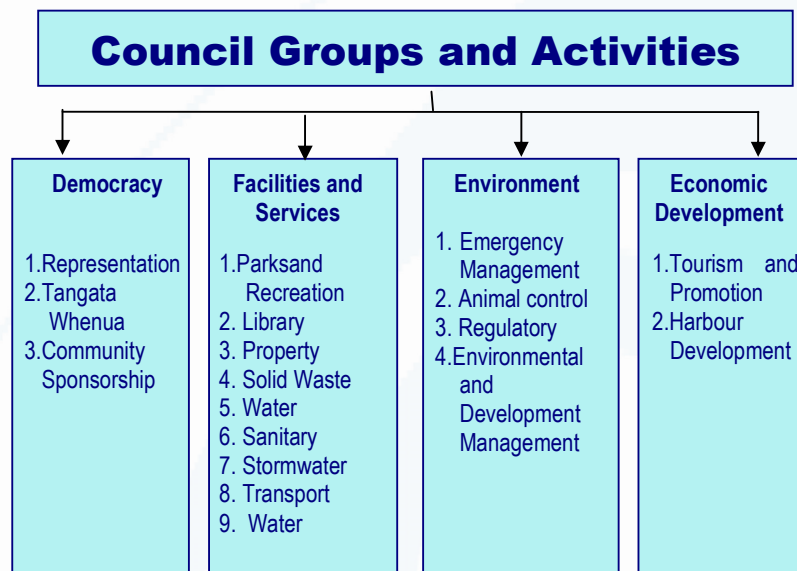 Council Groups and Activities
Democracy
1.Representation
2.Tangata
Whenua
3.Community
Sponsorship
Facilities and
Services
1.Parksand
Recreation
2. Library
3. Property
4. Solid Waste
5. Water
6. Sanitary
7. Stormwater
8. Transport
9. Water
Environment
1. Emergency
Management
2. Animal control
3. Regulatory
4.Environmental
and
Development
Management
Economic
Development
1.Tourism and
Promotion
2.Harbour
Development